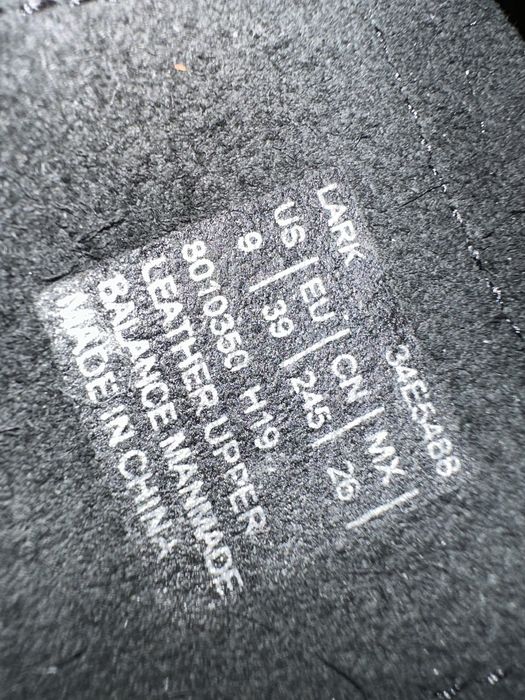 LARK 34E5488
US | EU | CN | MX
9 | 39 | 245 | 26
8010350 H19
LEATHER UPPER
BALANCE MANMADE
MADE IN CHINA